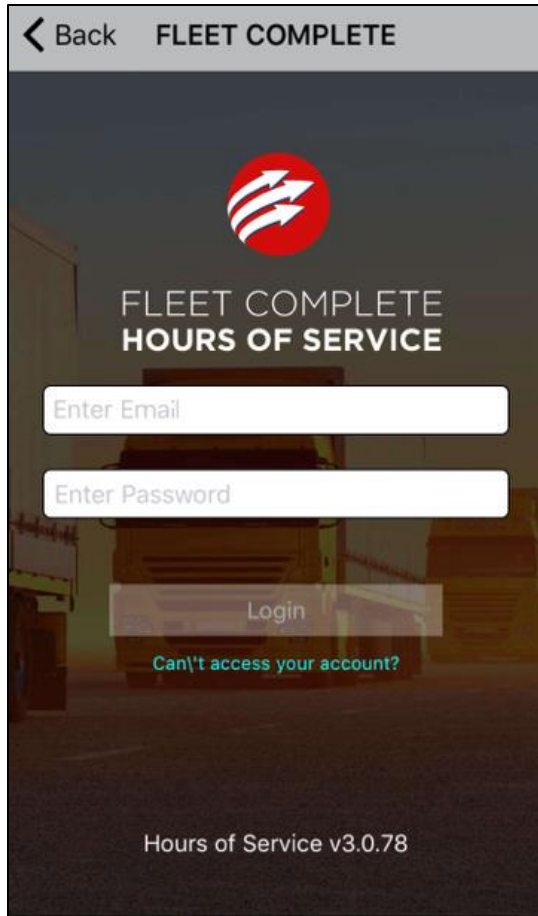 Back FLEET COMPLETE
FLEET COMPLETE
HOURS OF SERVICE
Enter Email
Enter Password
Login
Can\'t access your account?
Hours of Service v3.0.78